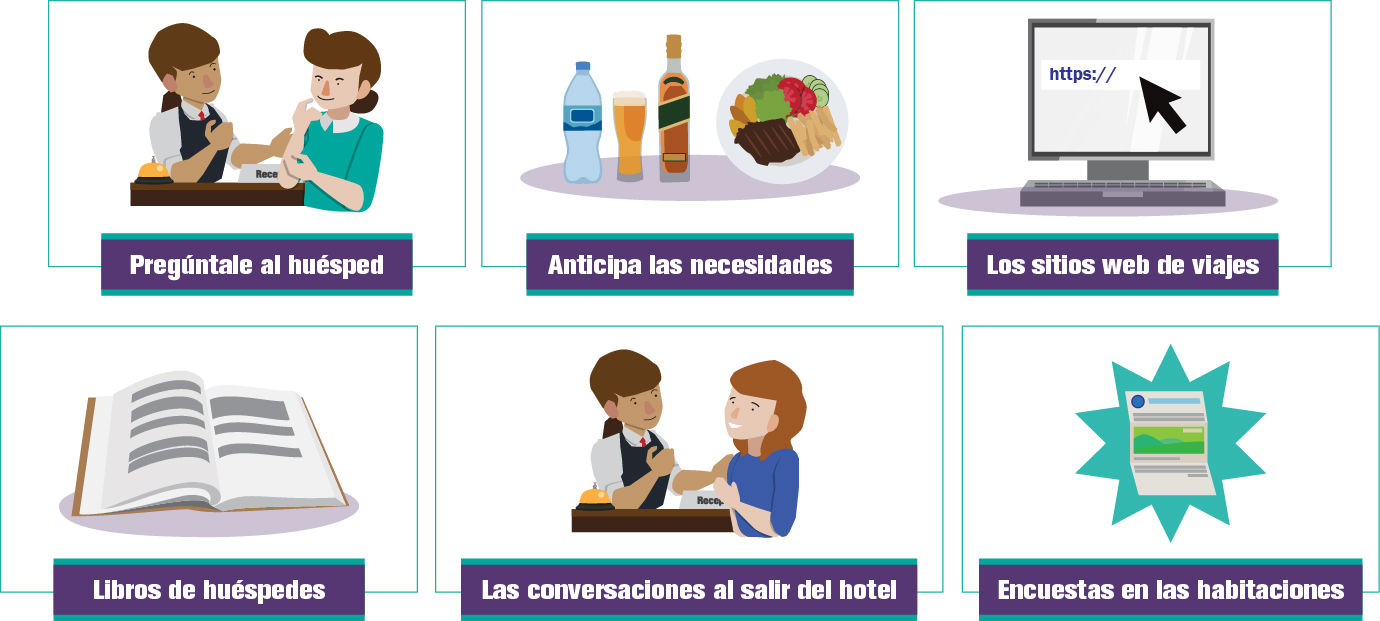 Rece
https://
Pregúntale al huésped
Anticipa las necesidades
Los sitios web de viajes
Recep
Libros de huéspedes
Las conversaciones al salir del hotel
Encuestas en las habitaciones